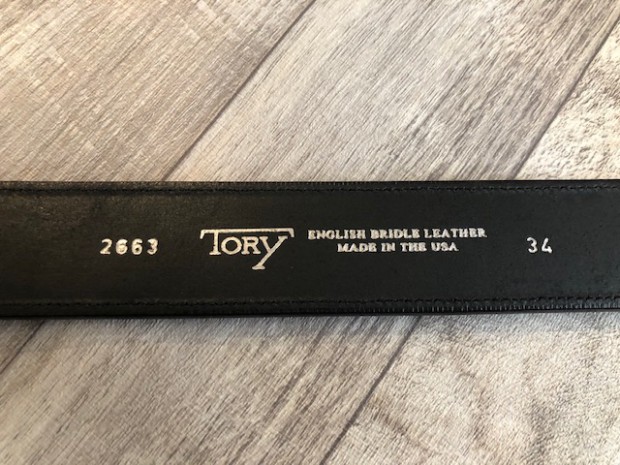 2663
TORY
ENGLISH BRIDLE LEATHER
MADE IN THE USA
34